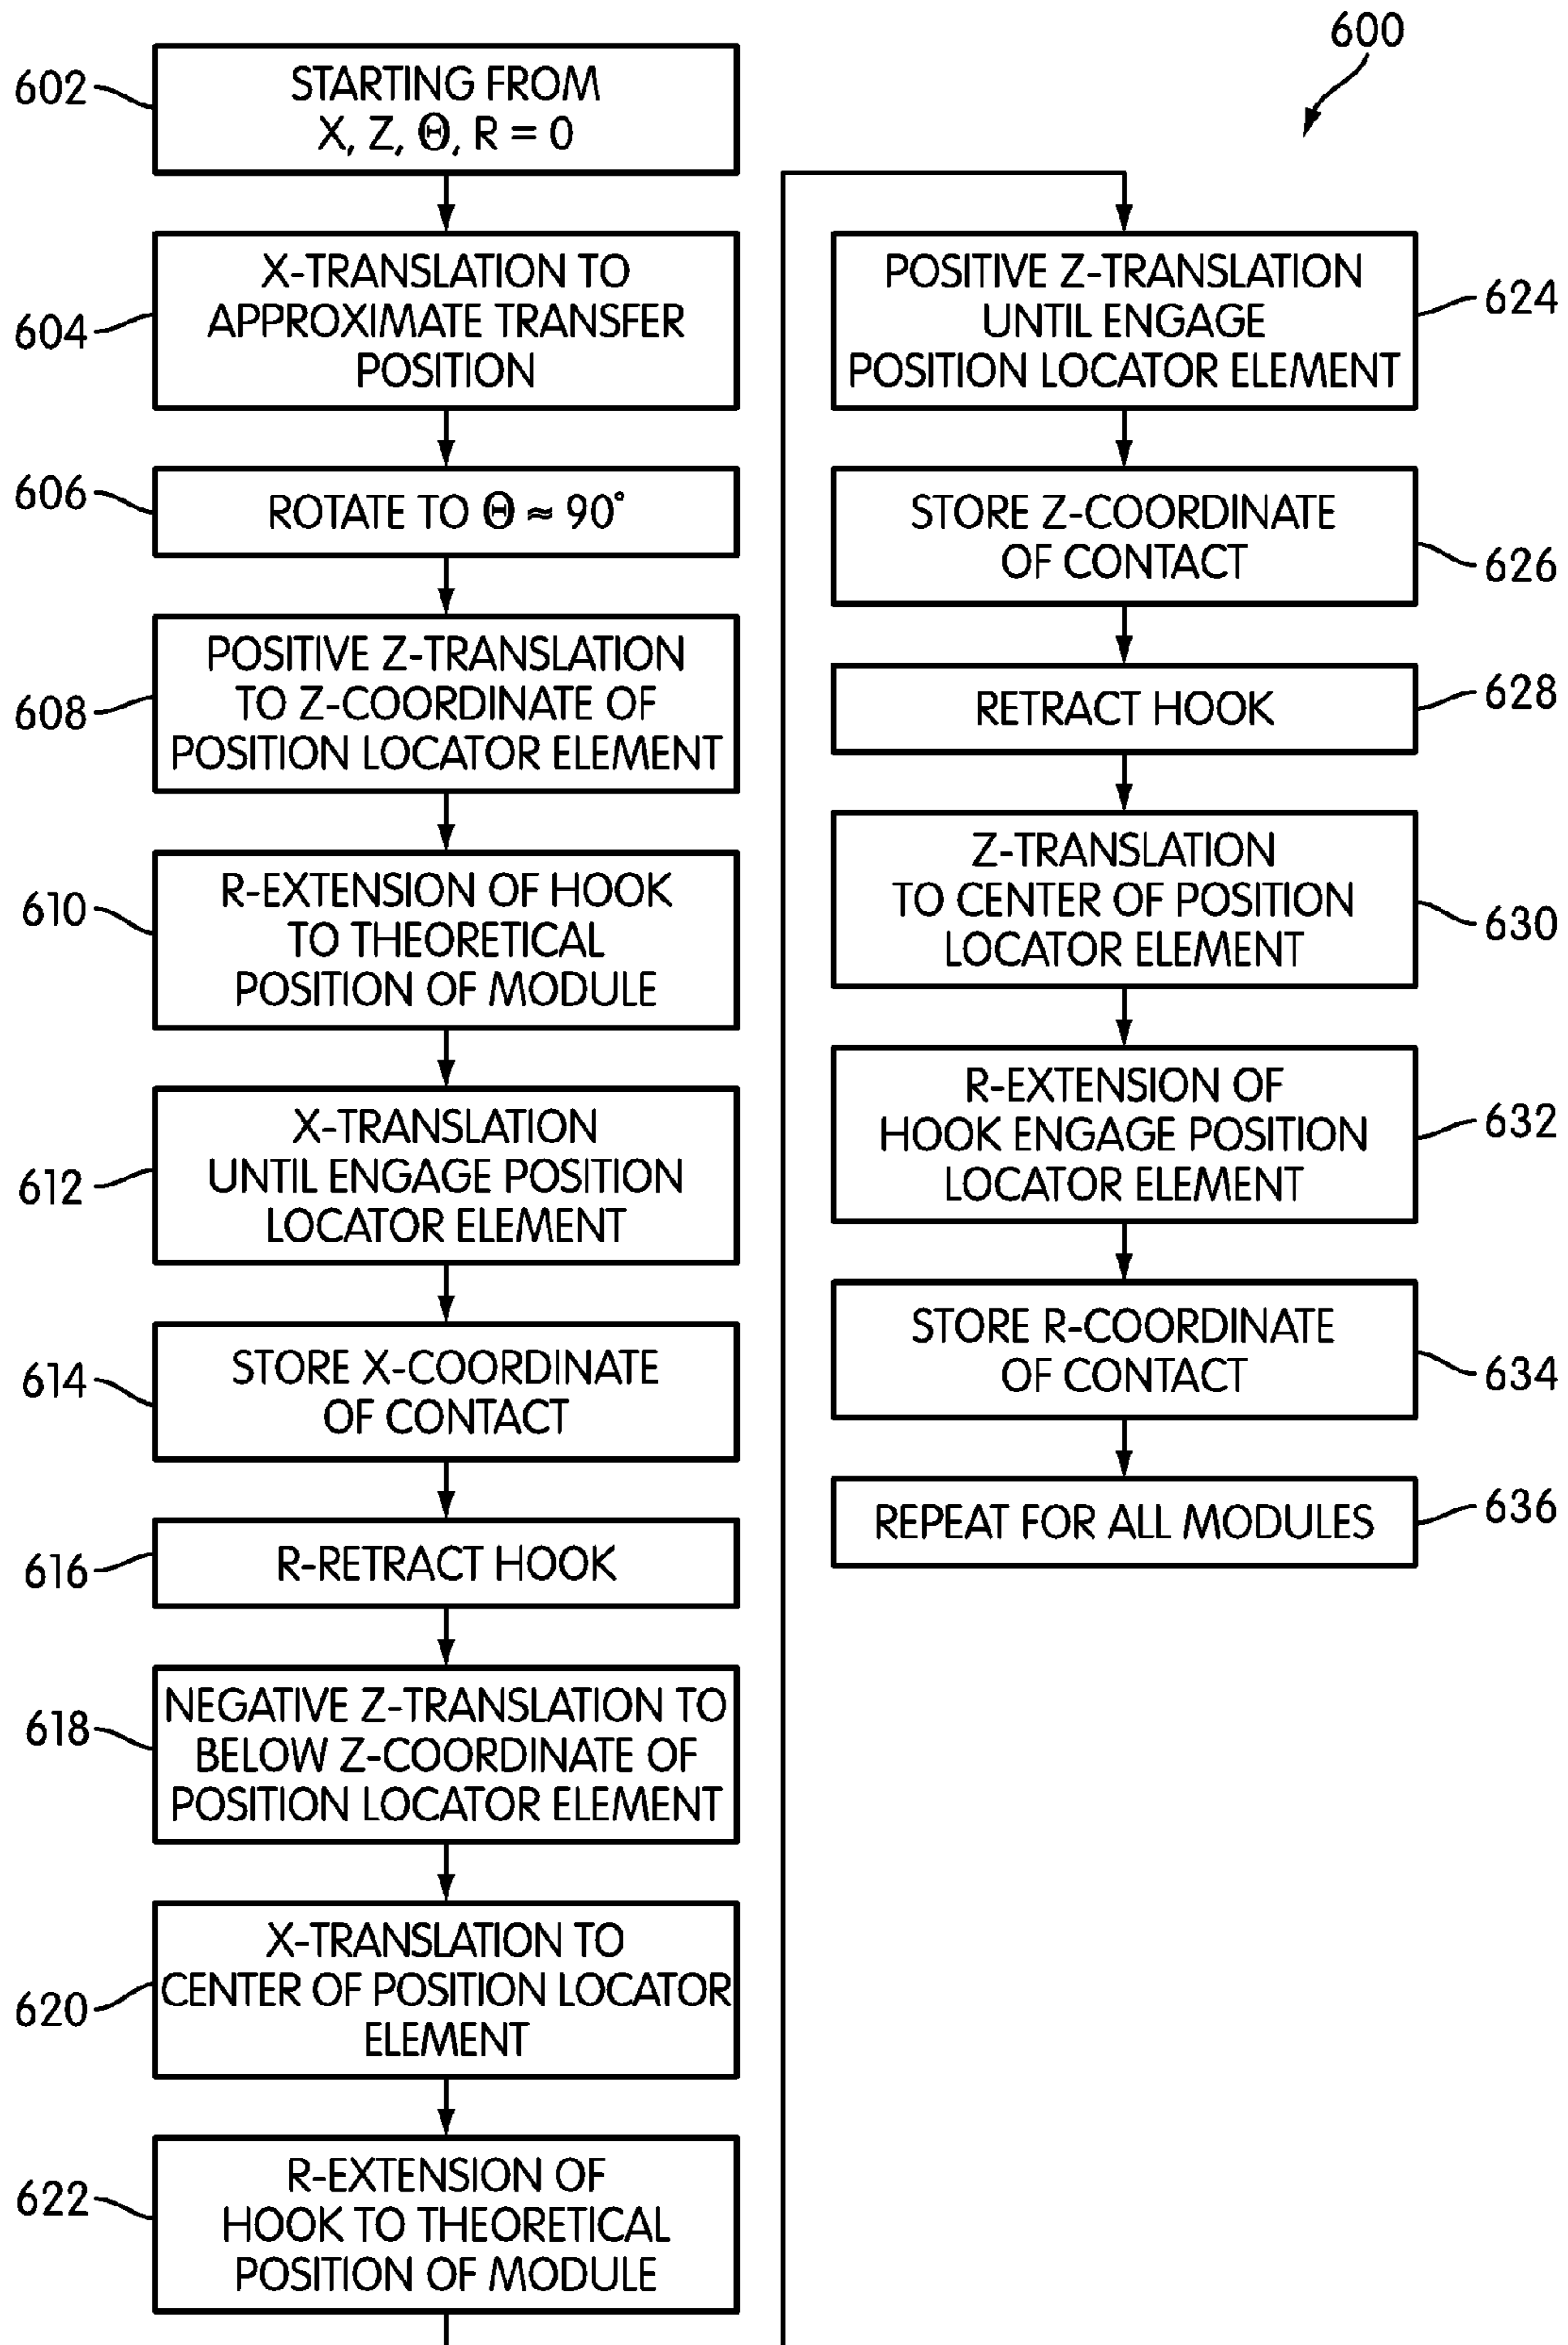 600
602
STARTING FROM
X, Z, Θ, R = 0
604
X-TRANSLATION TO
APPROXIMATE TRANSFER
POSITION
606
ROTATE TO Θ ≈ 90°
608
POSITIVE Z-TRANSLATION
TO Z-COORDINATE OF
POSITION LOCATOR ELEMENT
610
R-EXTENSION OF HOOK
TO THEORETICAL
POSITION OF MODULE
612
X-TRANSLATION
UNTIL ENGAGE POSITION
LOCATOR ELEMENT
614
STORE X-COORDINATE
OF CONTACT
616
R-RETRACT HOOK
618
NEGATIVE Z-TRANSLATION TO
BELOW Z-COORDINATE OF
POSITION LOCATOR ELEMENT
620
X-TRANSLATION TO
CENTER OF POSITION LOCATOR
ELEMENT
622
R-EXTENSION OF
HOOK TO THEORETICAL
POSITION OF MODULE
POSITIVE Z-TRANSLATION
UNTIL ENGAGE
POSITION LOCATOR ELEMENT
624
STORE Z-COORDINATE
OF CONTACT
626
RETRACT HOOK
628
Z-TRANSLATION
TO CENTER OF POSITION
LOCATOR ELEMENT
630
R-EXTENSION OF
HOOK ENGAGE POSITION
LOCATOR ELEMENT
632
STORE R-COORDINATE
OF CONTACT
634
REPEAT FOR ALL MODULES
636